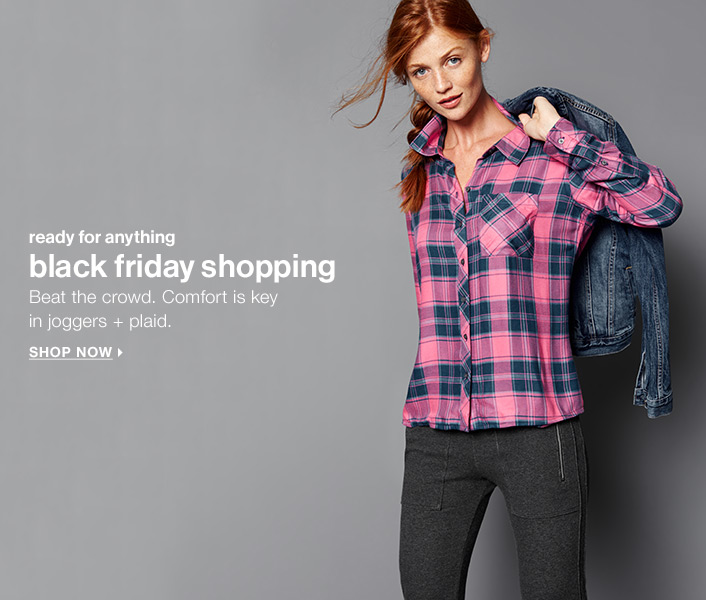 ready for anything
black friday shopping
Beat the crowd. Comfort is key
in joggers + plaid.
SHOP NOW